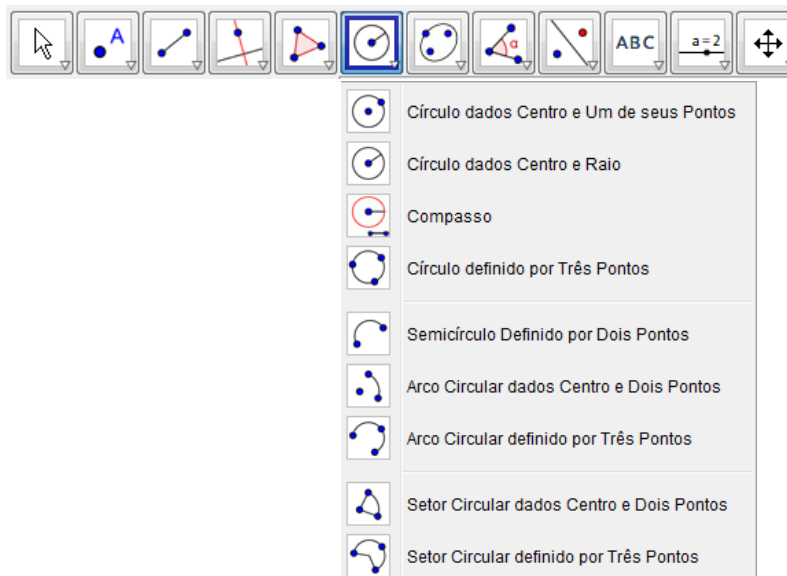 A
α
ABC
a=2
Círculo dados Centro e Um de seus Pontos
Círculo dados Centro e Raio
Compasso
Círculo definido por Três Pontos
Semicírculo Definido por Dois Pontos
Arco Circular dados Centro e Dois Pontos
Arco Circular definido por Três Pontos
Setor Circular dados Centro e Dois Pontos
Setor Circular definido por Três Pontos